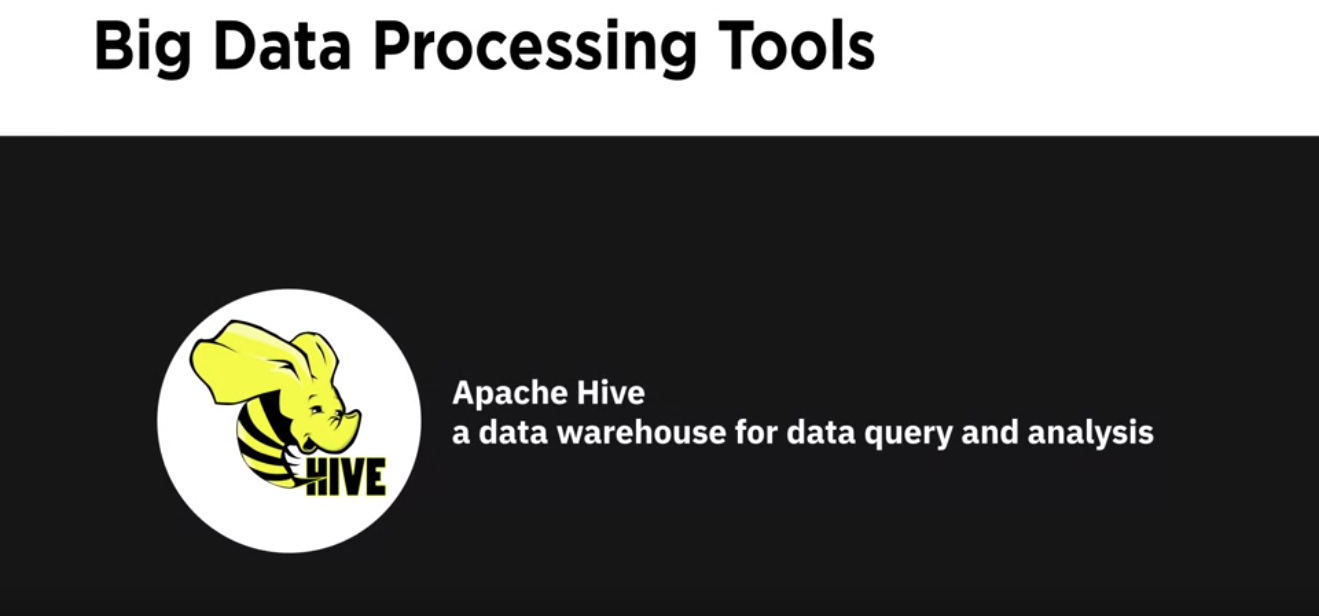 Big Data Processing Tools
HIVE
Apache Hive
a data warehouse for data query and analysis